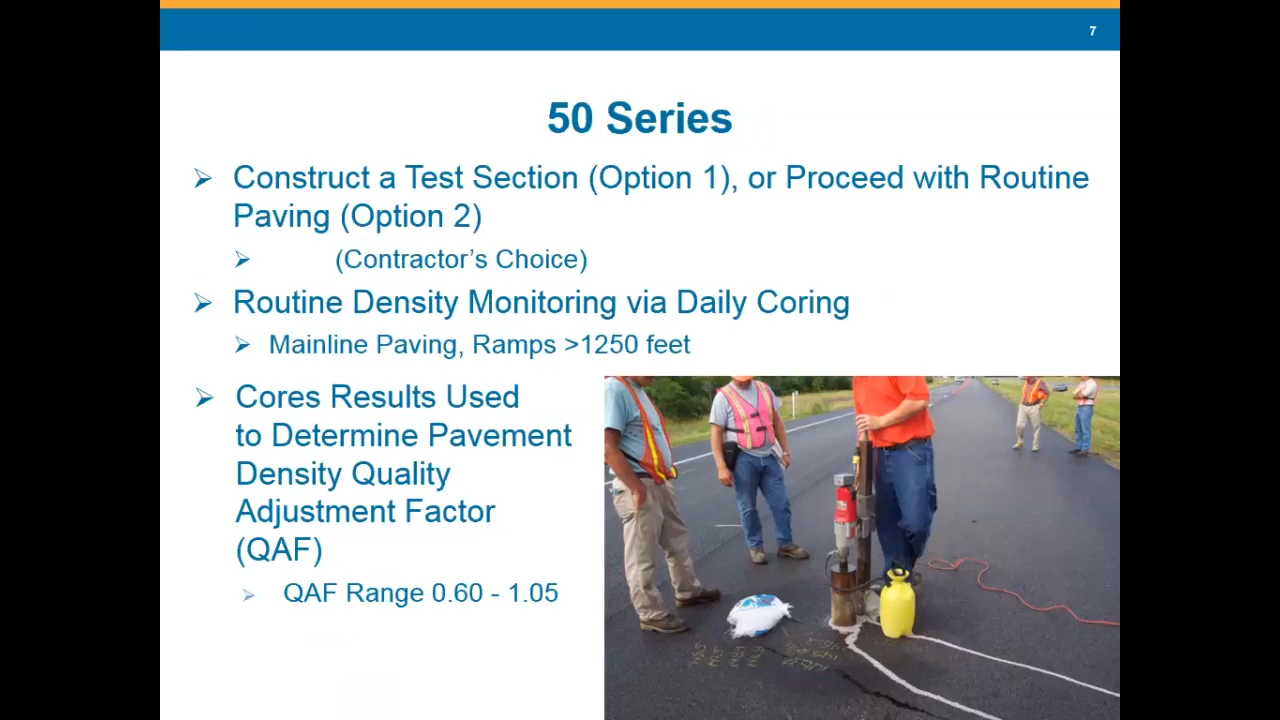 7
50 Series
Construct a Test Section (Option 1), or Proceed with Routine
Paving (Option 2)
(Contractor's Choice)
Routine Density Monitoring via Daily Coring
Mainline Paving, Ramps >1250 feet
Cores Results Used
to Determine Pavement
Density Quality
Adjustment Factor
(QAF)
QAF Range 0.60 - 1.05